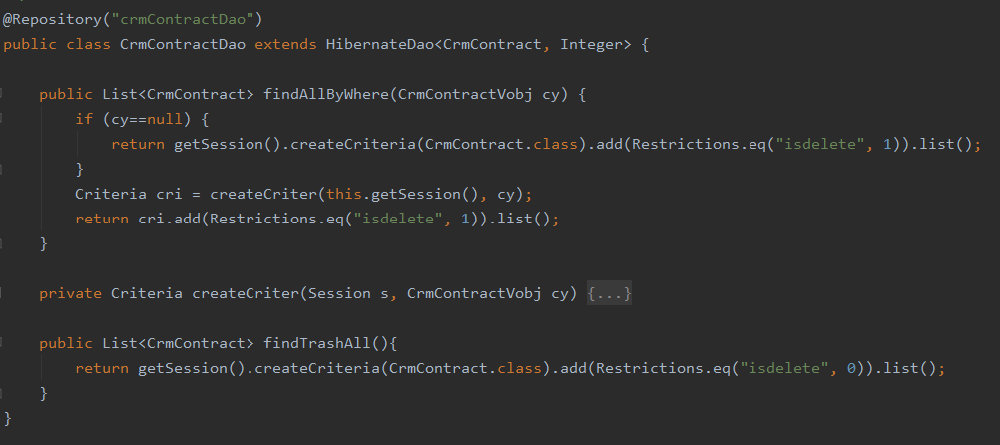 @Repository("crmContractDao")
public class CrmContractDao extends HibernateDao<CrmContract, Integer> {
public List<CrmContract> findAllByWhere(CrmContractVobj cy) {
if (cy==null) {
return getSession().createCriteria(CrmContract.class).add(Restrictions.eq("isdelete", 1)).list();
}
Criteria cri = createCriter(this.getSession(), cy);
return cri.add(Restrictions.eq("isdelete", 1)).list();
}
private Criteria createCriter(Session s, CrmContractVobj cy) {...}
public List<CrmContract> findTrashAll(){
return getSession().createCriteria(CrmContract.class).add(Restrictions.eq("isdelete", 0)).list();
}
}